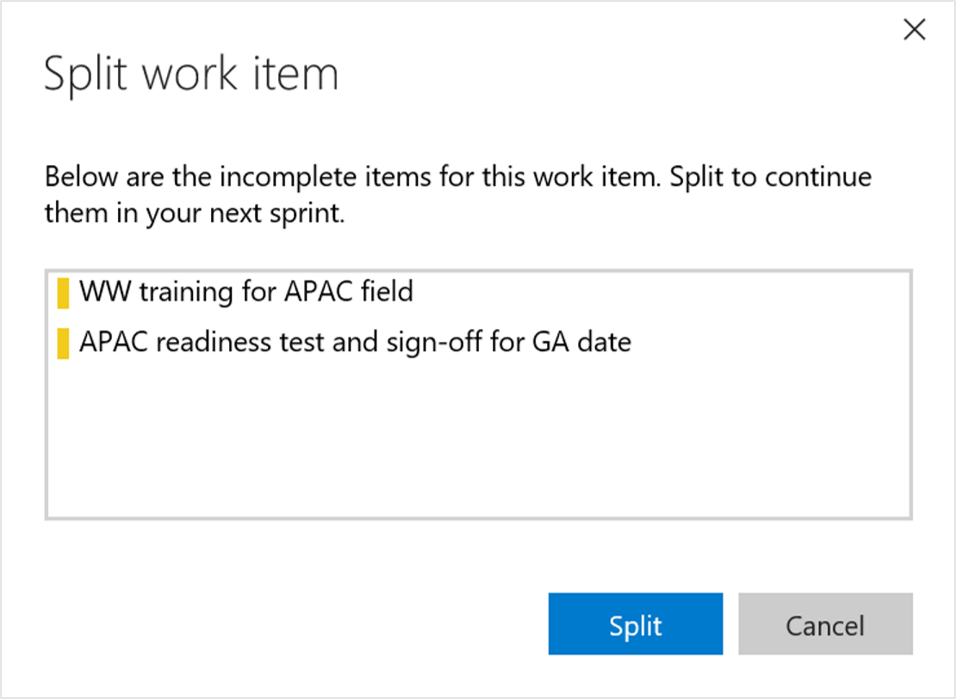 Split work item
Below are the incomplete items for this work item. Split to continue
them in your next sprint.
WW training for APAC field
APAC readiness test and sign-off for GA date
Split
Cancel